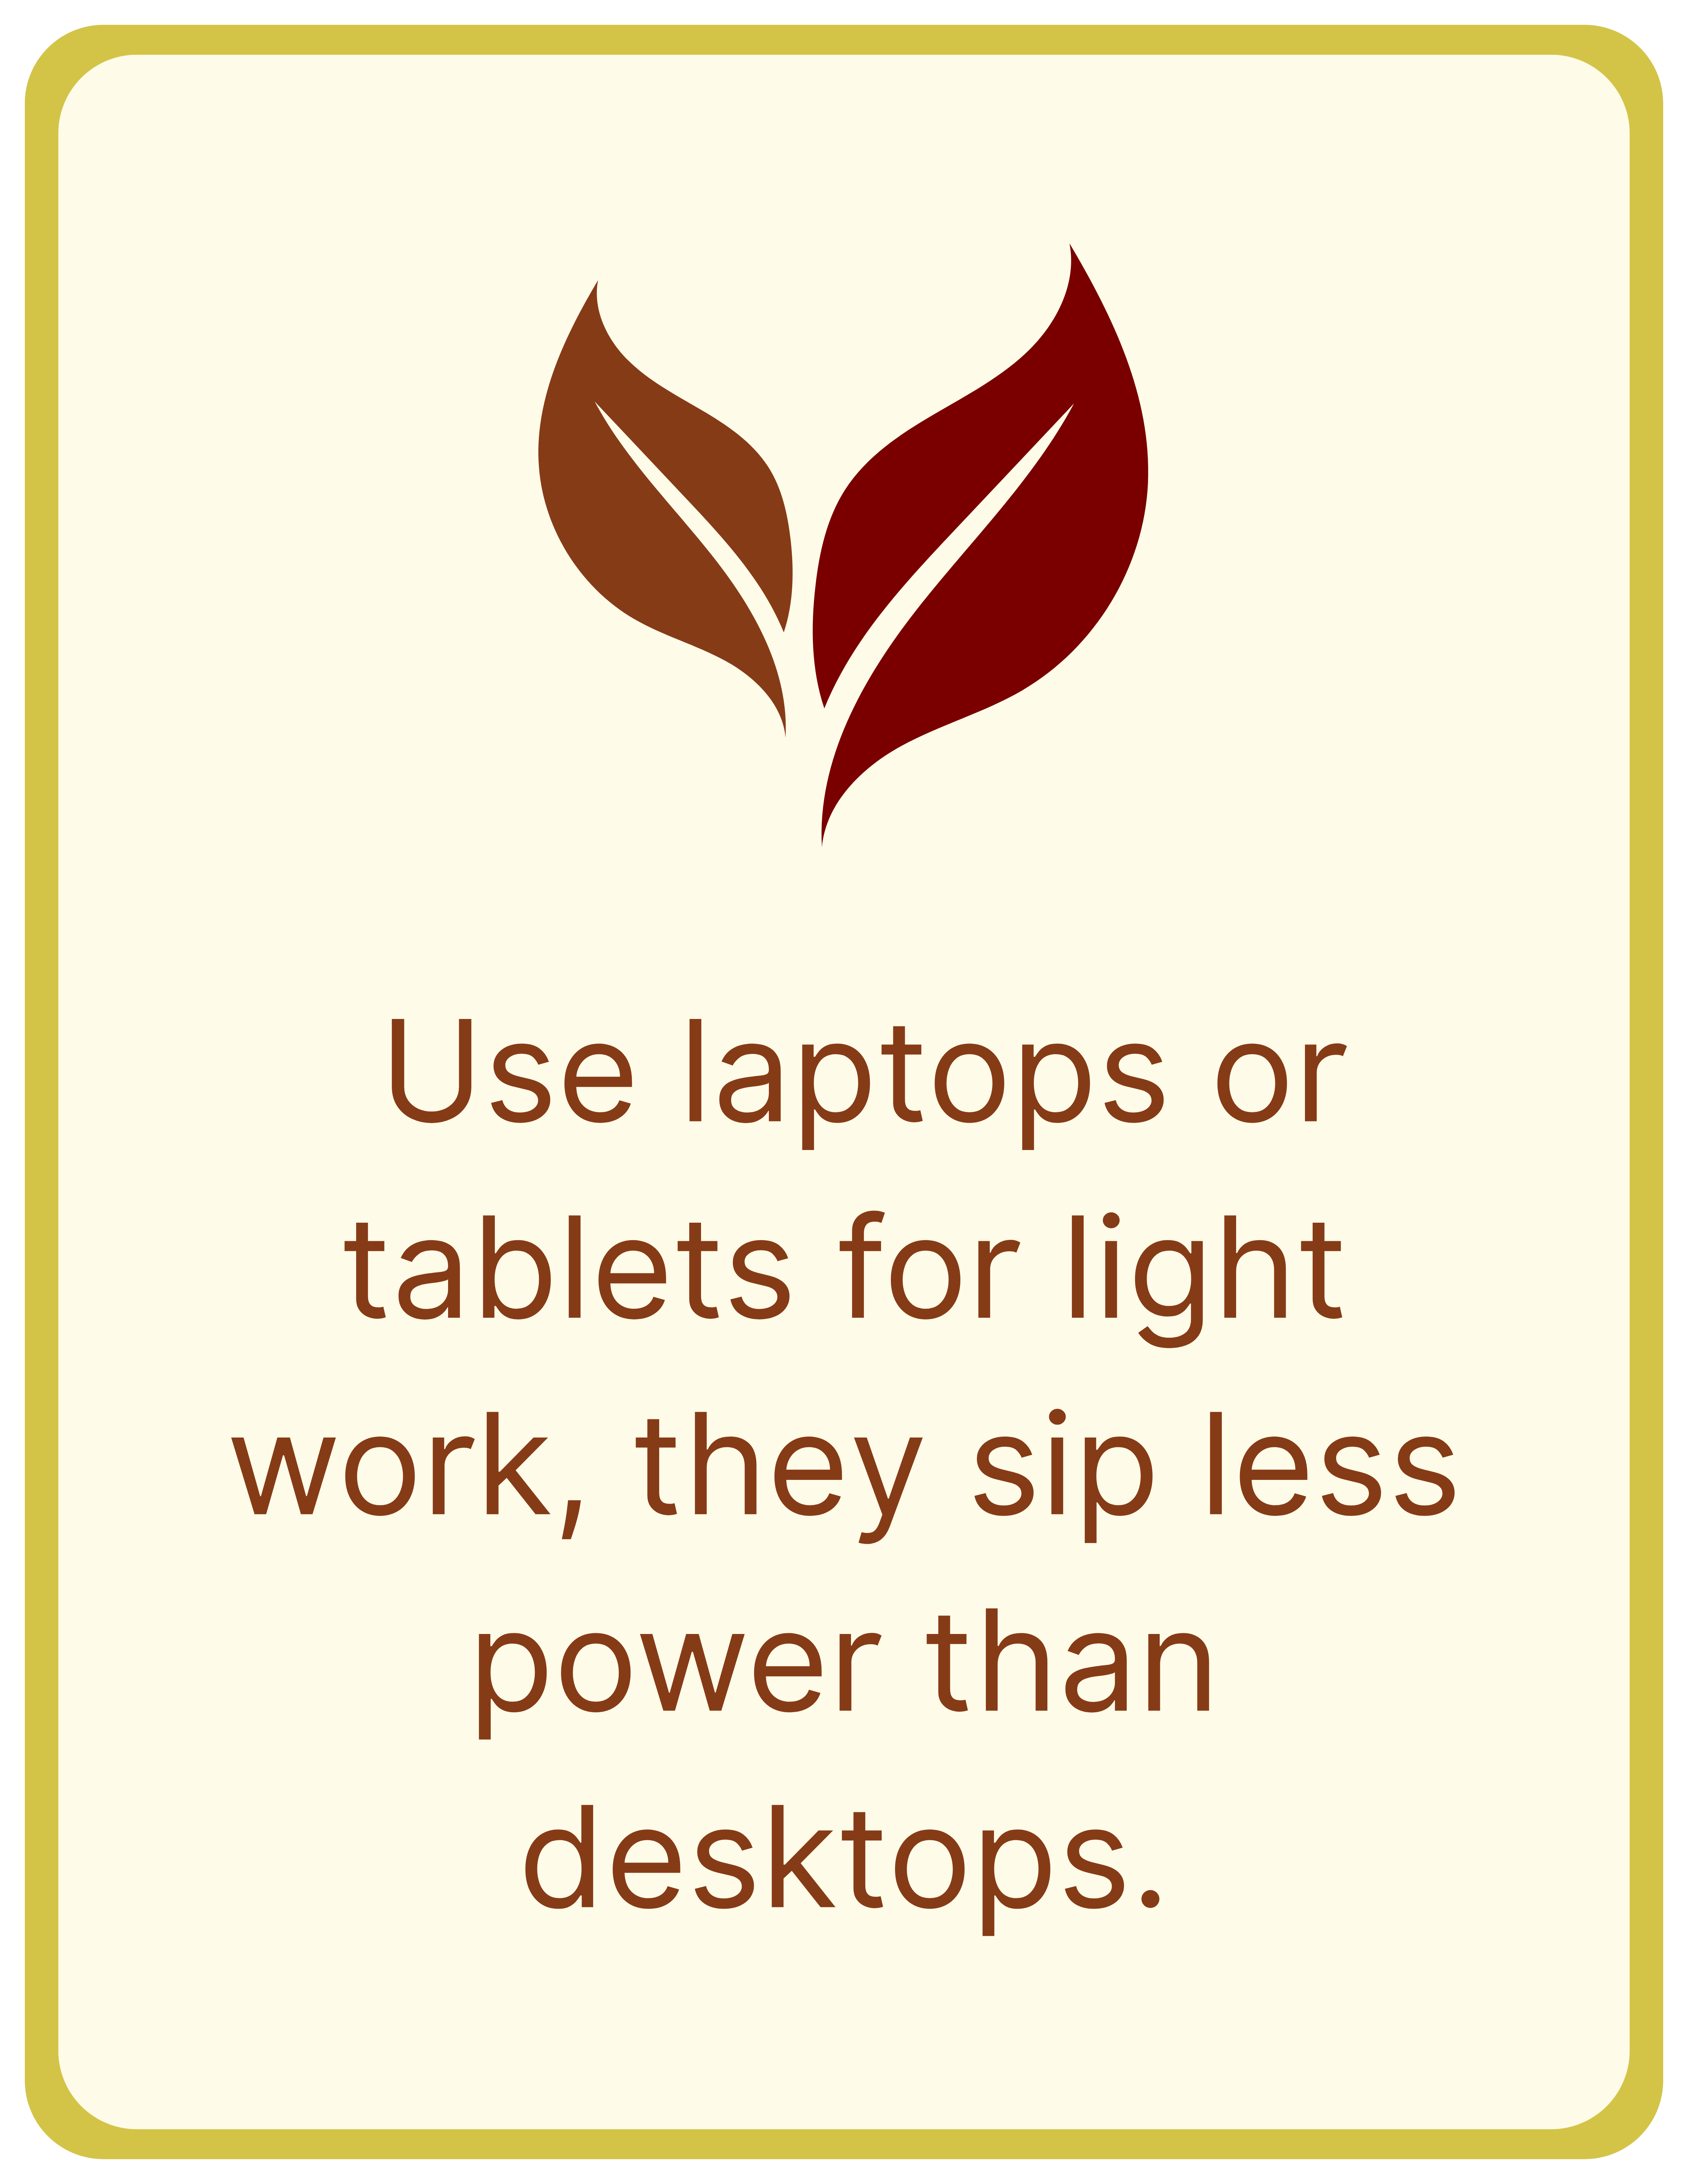 Use laptops or
tablets for light
work, they sip less
power than
desktops.